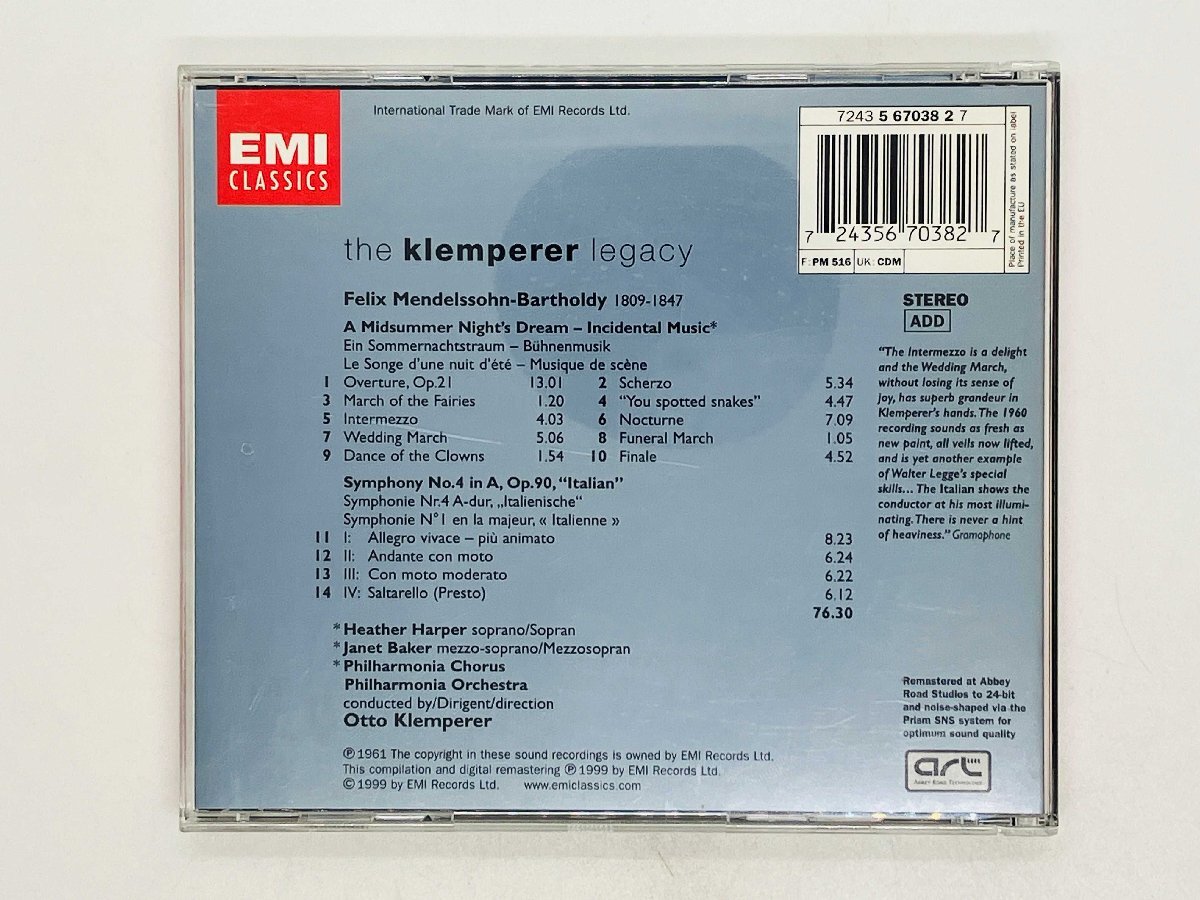 EMI
CLASSICS
International Trade Mark of EMI Records Ltd.
7243 5 67038 2 7
7 24356 70382 7
F: PM 516 UK: CDM
Place of manufacture as stated on label
Printed in the EU
the klemperer legacy
Felix Mendelssohn-Bartholdy 1809-1847
A Midsummer Night's Dream – Incidental Music*
Ein Sommernachtstraum – Bühnenmusik
Le Songe d'une nuit d'été – Musique de scène
1 Overture, Op.21 13.01 2 Scherzo 5.34
3 March of the Fairies 1.20 4 "You spotted snakes" 4.47
5 Intermezzo 4.03 6 Nocturne 7.09
7 Wedding March 5.06 8 Funeral March 1.05
9 Dance of the Clowns 1.54 10 Finale 4.52
Symphony No.4 in A, Op.90, "Italian"
Symphonie Nr.4 A-dur, „Italienische“
Symphonie N°1 en la majeur, « Italienne »
11 I: Allegro vivace – più animato 8.23
12 II: Andante con moto 6.24
13 III: Con moto moderato 6.22
14 IV: Saltarello (Presto) 6.12
76.30
*Heather Harper soprano/Sopran
*Janet Baker mezzo-soprano/Mezzosopran
*Philharmonia Chorus
Philharmonia Orchestra
conducted by/Dirigent/direction
Otto Klemperer
℗ 1961 The copyright in these sound recordings is owned by EMI Records Ltd.
This compilation and digital remastering ℗ 1999 by EMI Records Ltd.
© 1999 by EMI Records Ltd. www.emiclassics.com
STEREO
ADD
"The Intermezzo is a delight
and the Wedding March,
without losing its sense of
joy, has superb grandeur in
Klemperer's hands. The 1960
recording sounds as fresh as
new paint, all veils now lifted,
and is yet another example
of Walter Legge's special
skills... The Italian shows the
conductor at his most illumi-
nating. There is never a hint
of heaviness." Gramophone
Remastered at Abbey
Road Studios to 24-bit
and noise-shaped via the
Prism SNS system for
optimum sound quality
art
ABBEY ROAD TECHNOLOGY